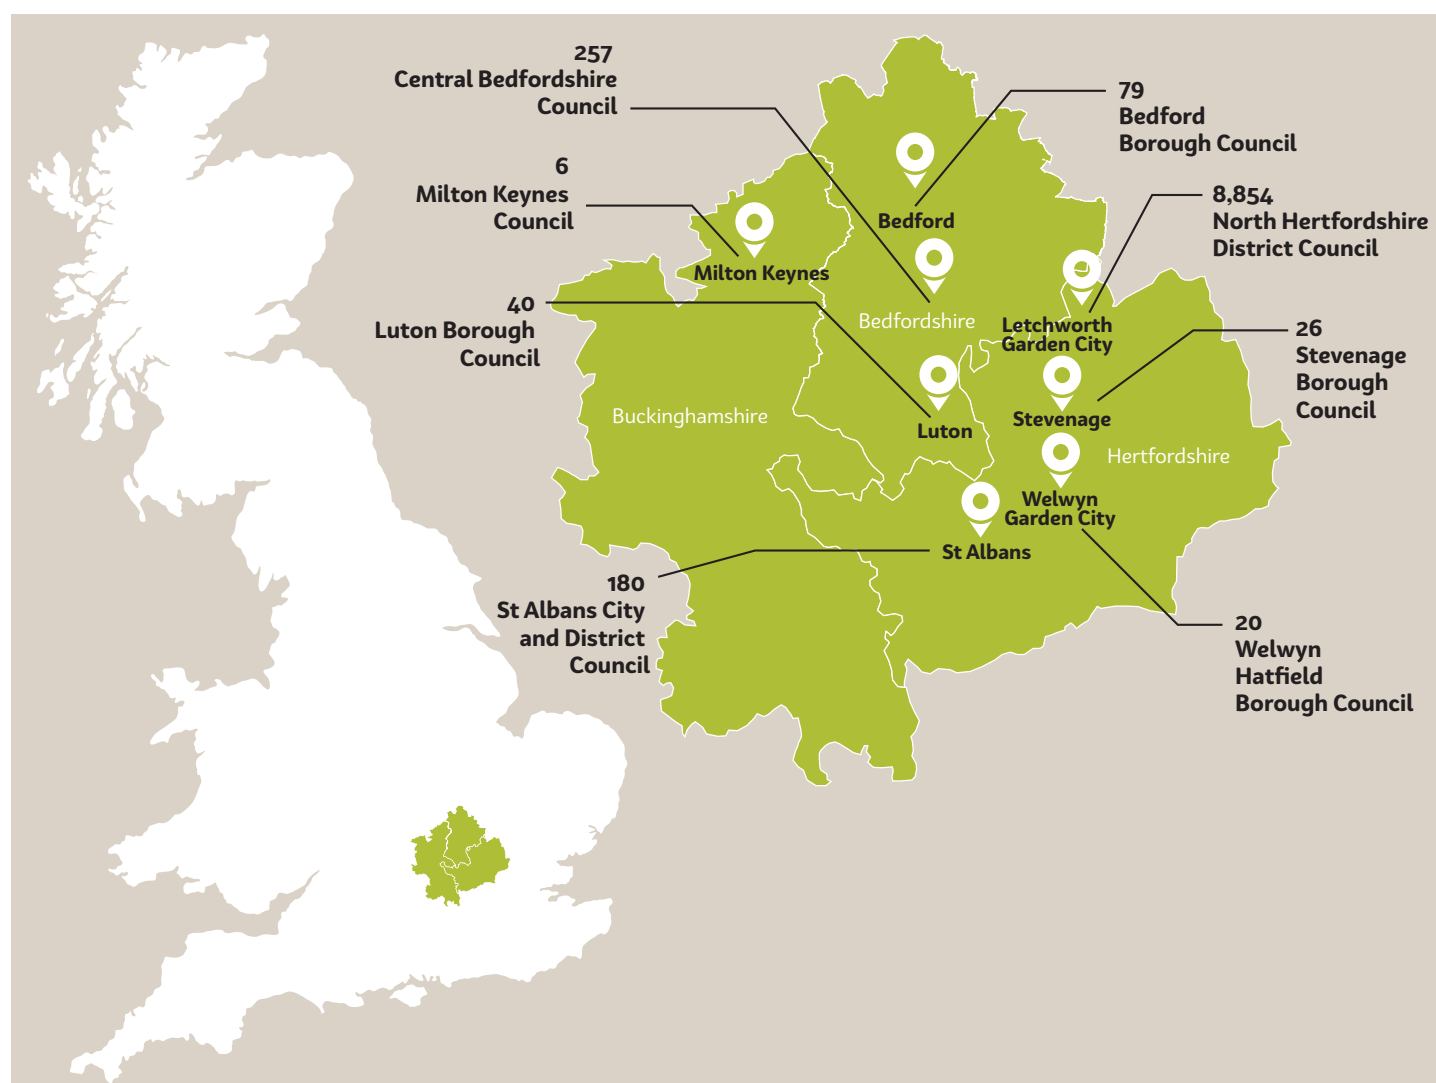 257
Central Bedfordshire
Council
79
Bedford
Borough Council
6
Milton Keynes
Council
8,854
North Hertfordshire
District Council
Bedford
Milton Keynes
40
Luton Borough
Council
Bedfordshire
Letchworth
Garden City
26
Stevenage
Borough
Council
Buckinghamshire
Luton
Stevenage
Hertfordshire
Welwyn
Garden City
St Albans
180
St Albans City
and District
Council
20
Welwyn
Hatfield
Borough Council